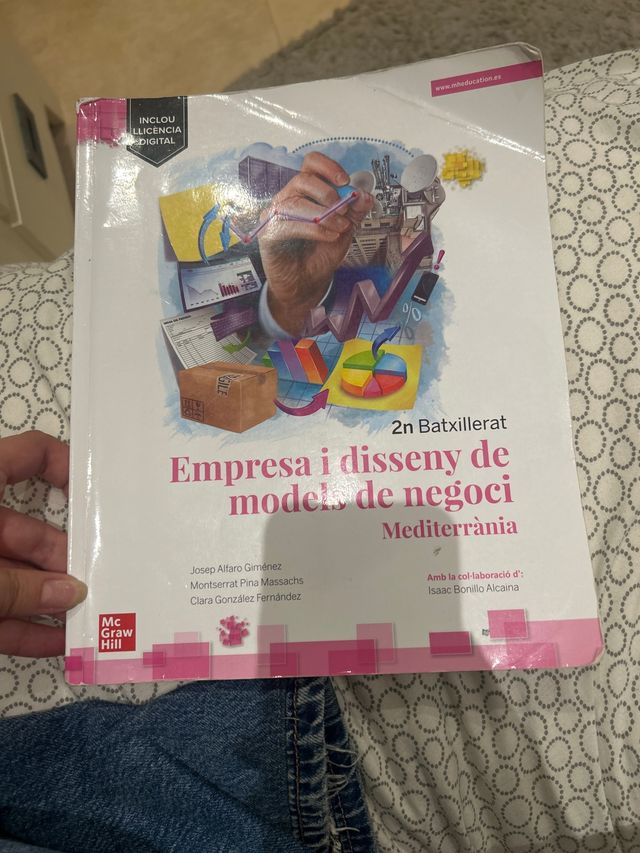 INCLOU
LLICÈNCIA
DIGITAL
www.mheducation.es
%
!
2n Batxillerat
Empresa i disseny de
models de negoci
Mediterrània
Josep Alfaro Giménez
Montserrat Pina Massachs
Clara González Fernández
Amb la col·laboració d':
Isaac Bonillo Alcaina
Mc
Graw
Hill